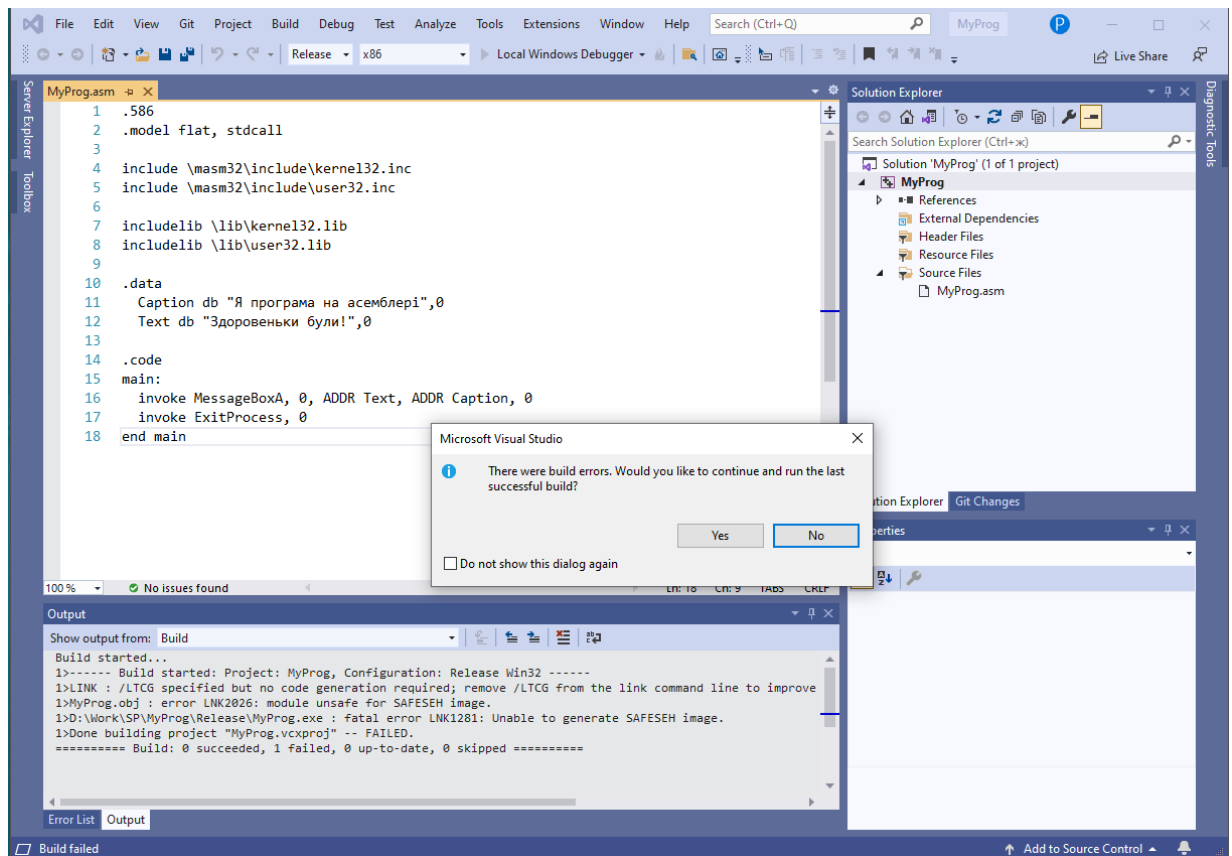 File Edit View Git Project Build Debug Test Analyze Tools Extensions Window Help Search (Ctrl+Q) MyProg P
Release x86 Local Windows Debugger Live Share
Server Explorer
Toolbox
MyProg.asm
1 .586
2 .model flat, stdcall
3
4 include \masm32\include\kernel32.inc
5 include \masm32\include\user32.inc
6
7 includelib \lib\kernel32.lib
8 includelib \lib\user32.lib
9
10 .data
11 Caption db "Я програма на асемблері",0
12 Text db "Здоровеньки були!",0
13
14 .code
15 main:
16 invoke MessageBoxA, 0, ADDR Text, ADDR Caption, 0
17 invoke ExitProcess, 0
18 end main
100 % No issues found Ln: 18 Ch: 9 TABS CRLF
Microsoft Visual Studio
There were build errors. Would you like to continue and run the last
successful build?
Yes No
Do not show this dialog again
Solution Explorer
Search Solution Explorer (Ctrl+ж)
Solution 'MyProg' (1 of 1 project)
MyProg
References
External Dependencies
Header Files
Resource Files
Source Files
MyProg.asm
ution Explorer Git Changes
perties
Diagnostic Tools
Output
Show output from: Build
Build started...
1>------ Build started: Project: MyProg, Configuration: Release Win32 ------
1>LINK : /LTCG specified but no code generation required; remove /LTCG from the link command line to improve
1>MyProg.obj : error LNK2026: module unsafe for SAFESEH image.
1>D:\Work\SP\MyProg\Release\MyProg.exe : fatal error LNK1281: Unable to generate SAFESEH image.
1>Done building project "MyProg.vcxproj" -- FAILED.
========== Build: 0 succeeded, 1 failed, 0 up-to-date, 0 skipped ==========
Error List Output
Build failed Add to Source Control